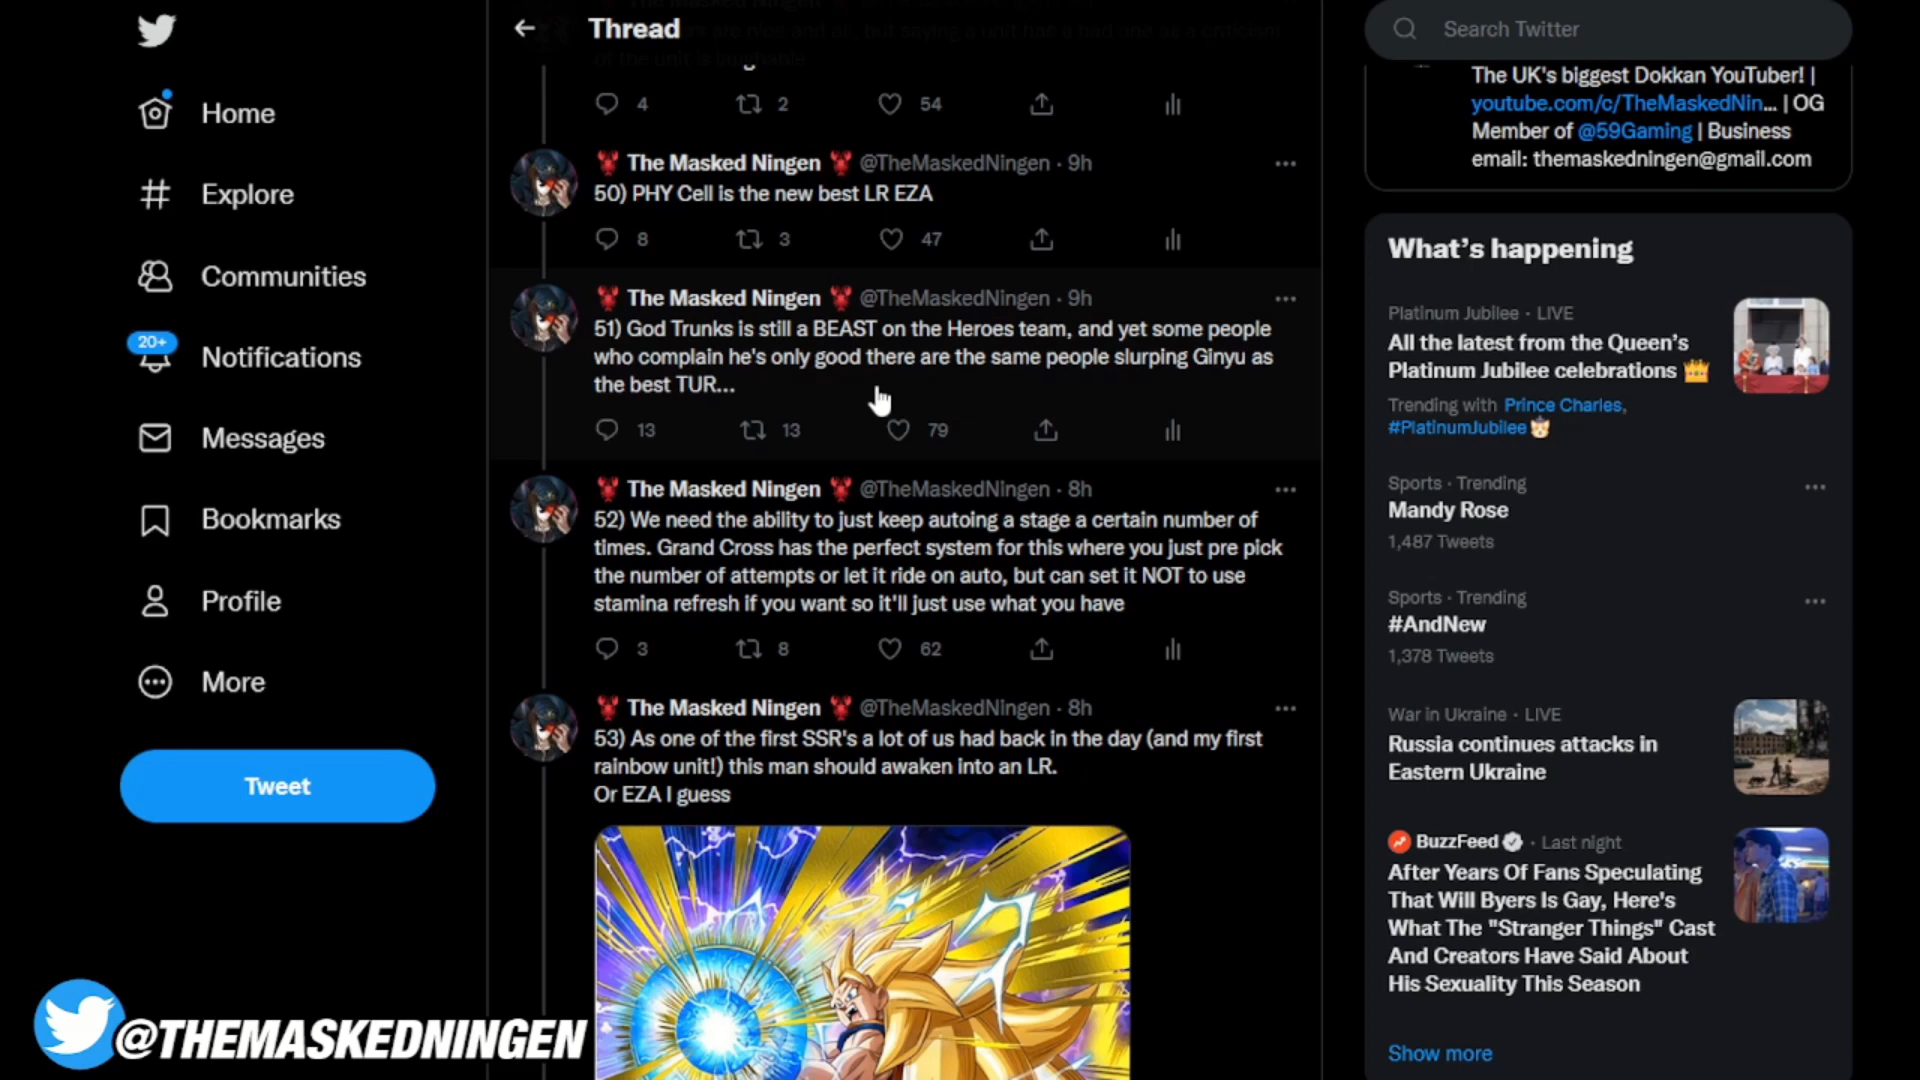 Home
Explore
Communities
20+
Notifications
Messages
Bookmarks
Profile
More
Tweet
@THEMASKEDNINGEN
Thread
4 2 54
The Masked Ningen @TheMaskedNingen · 9h
50) PHY Cell is the new best LR EZA
8 3 47
The Masked Ningen @TheMaskedNingen · 9h
51) God Trunks is still a BEAST on the Heroes team, and yet some people
who complain he's only good there are the same people slurping Ginyu as
the best TUR...
13 13 79
The Masked Ningen @TheMaskedNingen · 8h
52) We need the ability to just keep autoing a stage a certain number of
times. Grand Cross has the perfect system for this where you just pre pick
the number of attempts or let it ride on auto, but can set it NOT to use
stamina refresh if you want so it'll just use what you have
3 8 62
The Masked Ningen @TheMaskedNingen · 8h
53) As one of the first SSR's a lot of us had back in the day (and my first
rainbow unit!) this man should awaken into an LR.
Or EZA I guess
Search Twitter
The UK's biggest Dokkan YouTuber! |
youtube.com/c/TheMaskedNin... | OG
Member of @59Gaming | Business
email: themaskedningen@gmail.com
What's happening
Platinum Jubilee · LIVE
All the latest from the Queen's
Platinum Jubilee celebrations
Trending with Prince Charles,
#PlatinumJubilee
Sports · Trending
Mandy Rose
1,487 Tweets
Sports · Trending
#AndNew
1,378 Tweets
War in Ukraine · LIVE
Russia continues attacks in
Eastern Ukraine
BuzzFeed · Last night
After Years Of Fans Speculating
That Will Byers Is Gay, Here's
What The "Stranger Things" Cast
And Creators Have Said About
His Sexuality This Season
Show more